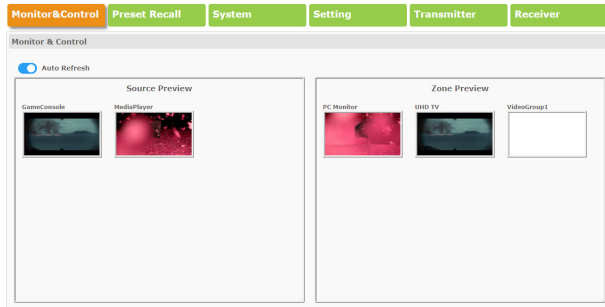 Monitor&Control Preset Recall System Setting Transmitter Receiver
Monitor & Control
Auto Refresh
Source Preview
GameConsole MediaPlayer
Zone Preview
PC Monitor UHD TV VideoGroup1